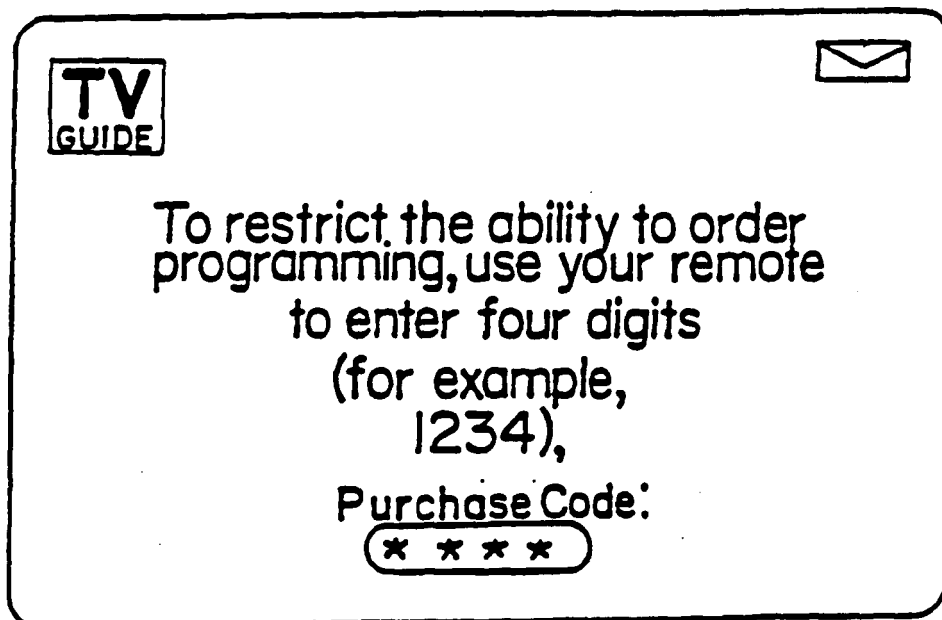 TV
GUIDE
To restrict the ability to order
programming, use your remote
to enter four digits
(for example,
1234),
Purchase Code:
* * * *